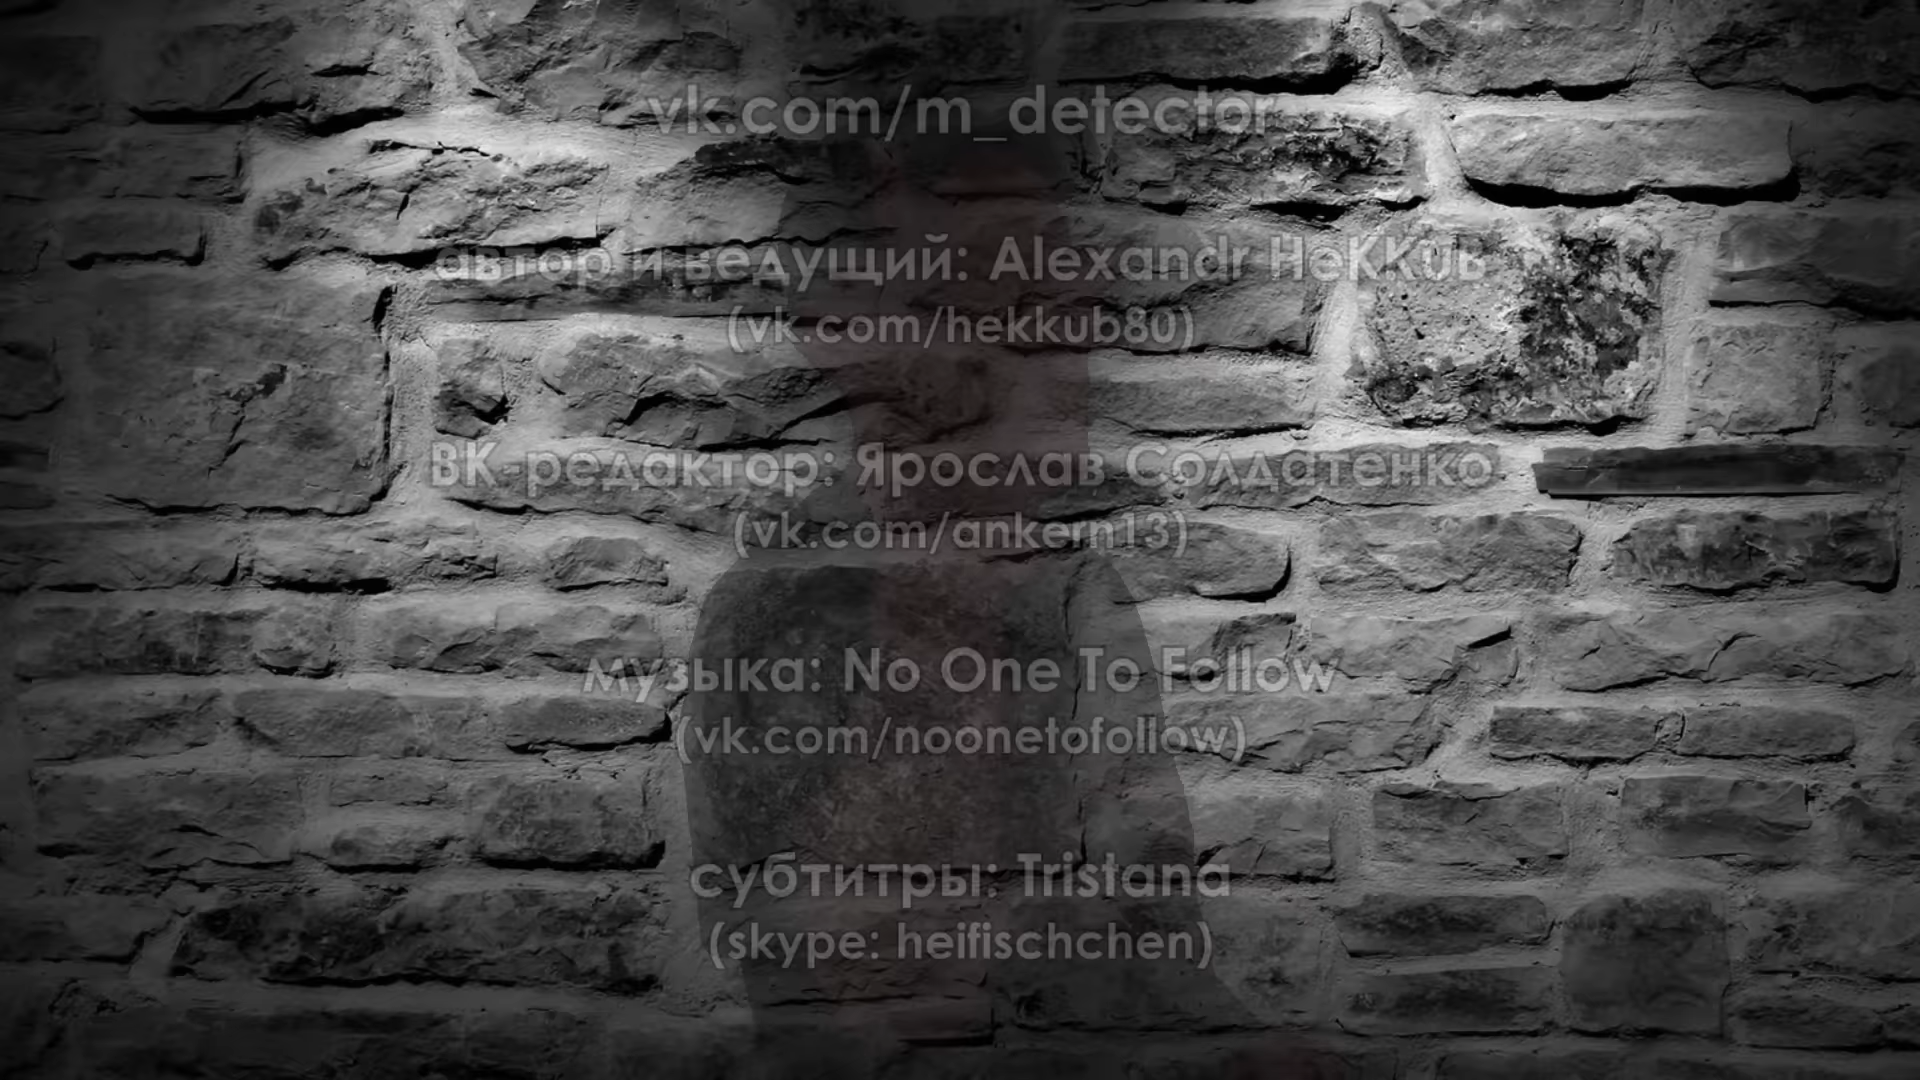 vk.com/m_detector
автор и ведущий: Alexandr HeKKuB
(vk.com/hekkub80)
ВК-редактор: Ярослав Солдатенко
(vk.com/ankern13)
музыка: No One To Follow
(vk.com/noonetofollow)
субтитры: Tristana
(skype: heifischchen)